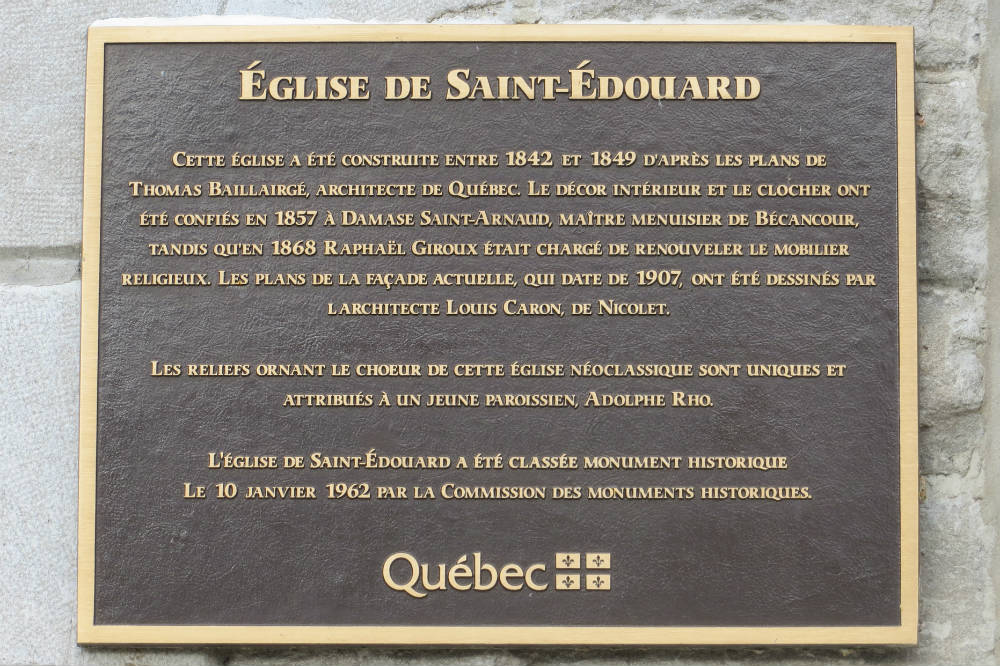 ÉGLISE DE SAINT-ÉDOUARD
CETTE ÉGLISE A ÉTÉ CONSTRUITE ENTRE 1842 ET 1849 D'APRÈS LES PLANS DE
THOMAS BAILLAIRGÉ, ARCHITECTE DE QUÉBEC. LE DÉCOR INTÉRIEUR ET LE CLOCHER ONT
ÉTÉ CONFIÉS EN 1857 À DAMASE SAINT-ARNAUD, MAÎTRE MENUISIER DE BÉCANCOUR,
TANDIS QU'EN 1868 RAPHAËL GIROUX ÉTAIT CHARGÉ DE RENOUVELER LE MOBILIER
RELIGIEUX. LES PLANS DE LA FAÇADE ACTUELLE, QUI DATE DE 1907, ONT ÉTÉ DESSINÉS PAR
L'ARCHITECTE LOUIS CARON, DE NICOLET.
LES RELIEFS ORNANT LE CHOEUR DE CETTE ÉGLISE NÉOCLASSIQUE SONT UNIQUES ET
ATTRIBUÉS À UN JEUNE PAROISSIEN, ADOLPHE RHO.
L'ÉGLISE DE SAINT-ÉDOUARD A ÉTÉ CLASSÉE MONUMENT HISTORIQUE
LE 10 JANVIER 1962 PAR LA COMMISSION DES MONUMENTS HISTORIQUES.
Québec